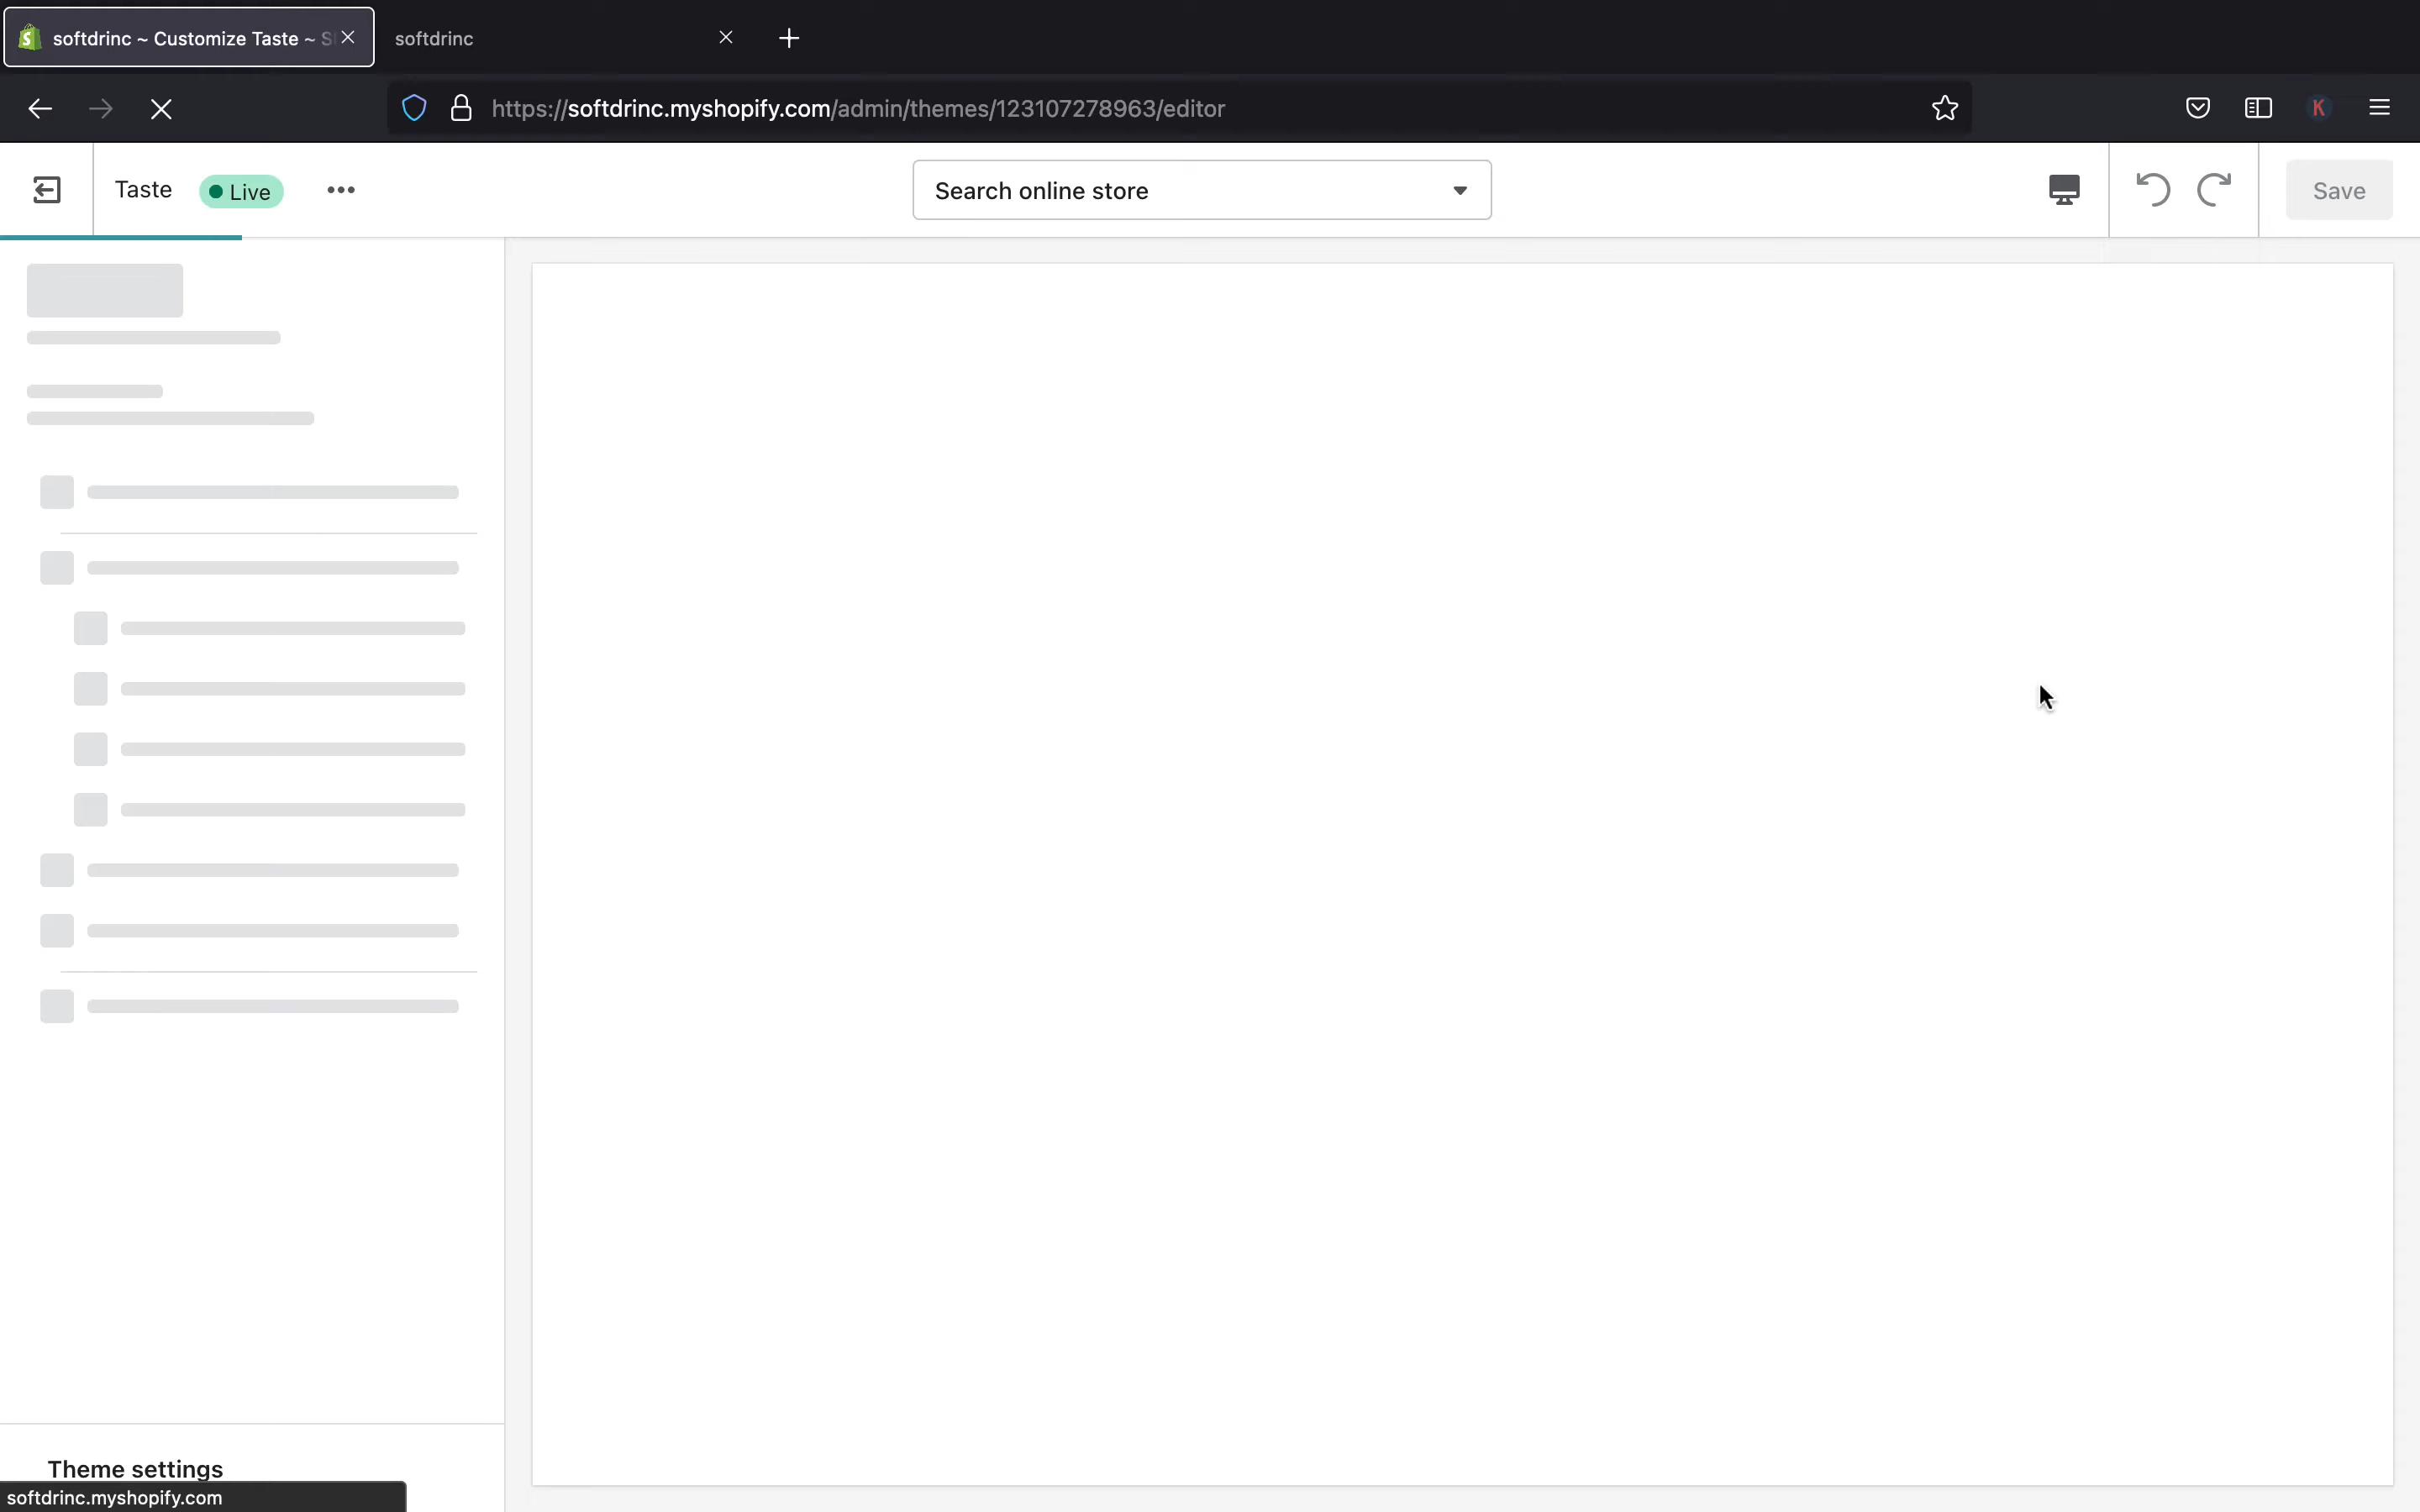 softdrinc ~ Customize Taste ~ S
softdrinc
https://softdrinc.myshopify.com/admin/themes/123107278963/editor
K
Taste
Live
Search online store
Save
Theme settings
softdrinc.myshopify.com